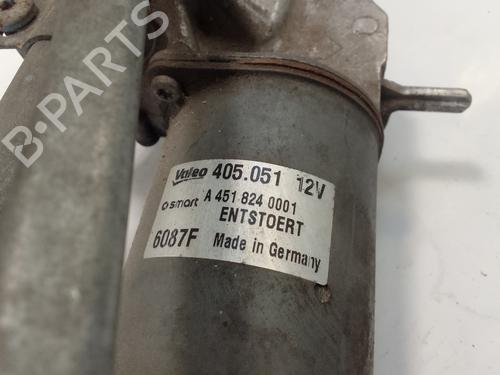 B-PARTS
Valeo 405.051 12V
smart A 451 824 0001
ENTSTOERT
6087F Made in Germany